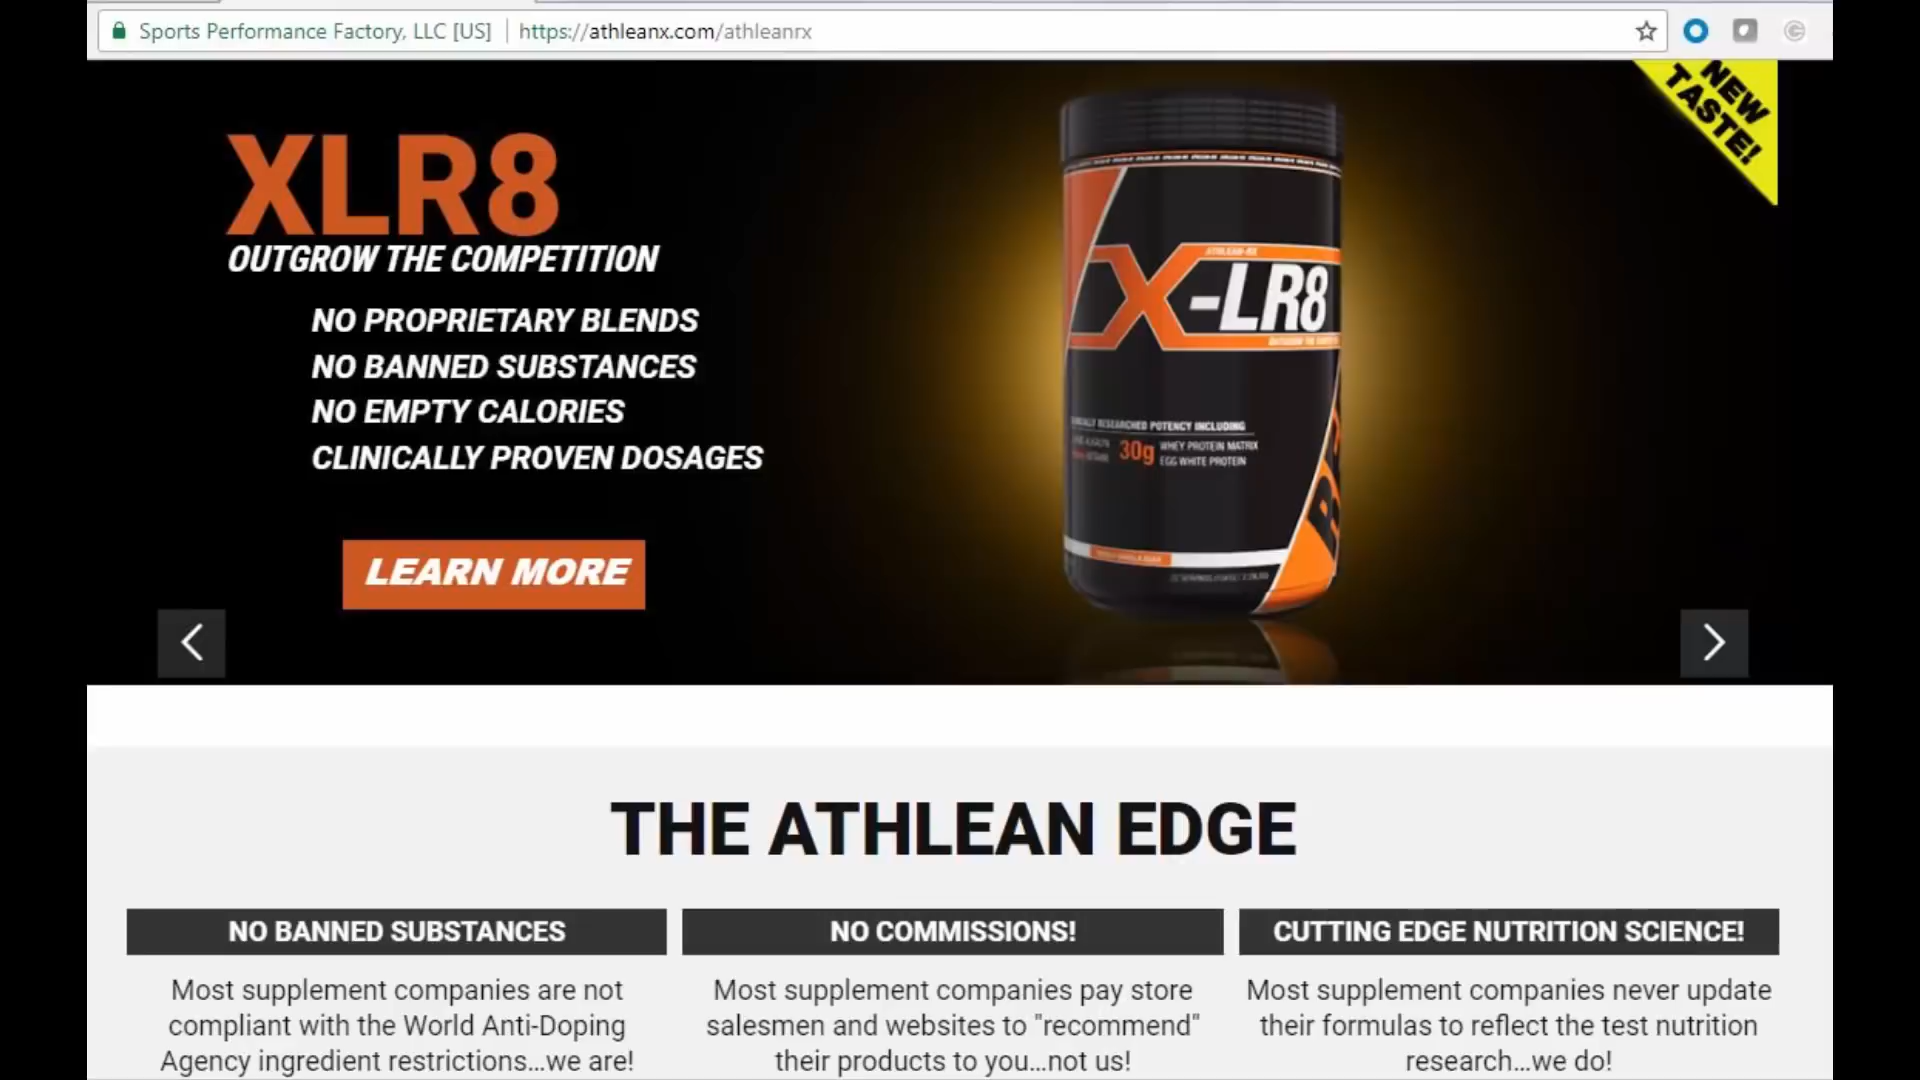 Sports Performance Factory, LLC [US] https://athleanx.com/athleanrx
NEW
TASTE!
XLR8
OUTGROW THE COMPETITION
NO PROPRIETARY BLENDS
NO BANNED SUBSTANCES
NO EMPTY CALORIES
CLINICALLY PROVEN DOSAGES
LEARN MORE
ATHLEAN-RX
X-LR8
RESEARCHED POTENCY INCLUDING
30g WHEY PROTEIN MATRIX
EGG WHITE PROTEIN
THE ATHLEAN EDGE
NO BANNED SUBSTANCES
Most supplement companies are not
compliant with the World Anti-Doping
Agency ingredient restrictions...we are!
NO COMMISSIONS!
Most supplement companies pay store
salesmen and websites to "recommend"
their products to you...not us!
CUTTING EDGE NUTRITION SCIENCE!
Most supplement companies never update
their formulas to reflect the test nutrition
research...we do!